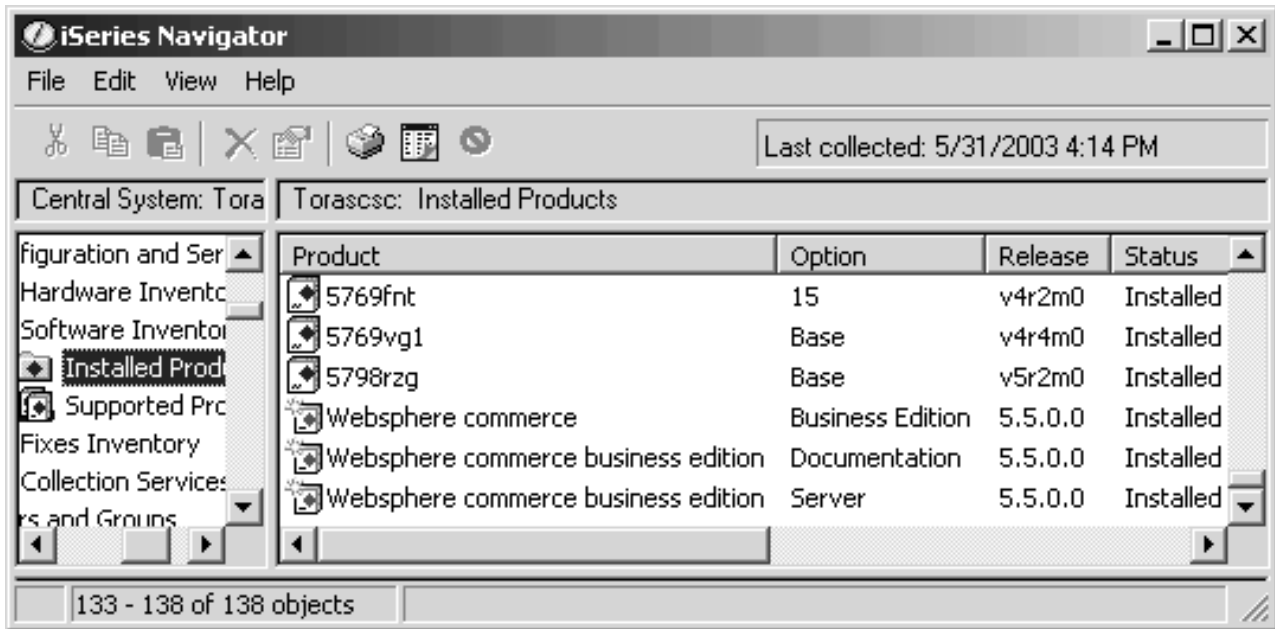 iSeries Navigator
File Edit View Help
Last collected: 5/31/2003 4:14 PM
Central System: Tora
Torascsc: Installed Products
figuration and Ser
Hardware Invento
Software Inventor
Installed Produ
Supported Pro
Fixes Inventory
Collection Services
rs and Groups
Product Option Release Status
5769fnt 15 v4r2m0 Installed
5769vg1 Base v4r4m0 Installed
5798rzg Base v5r2m0 Installed
Websphere commerce Business Edition 5.5.0.0 Installed
Websphere commerce business edition Documentation 5.5.0.0 Installed
Websphere commerce business edition Server 5.5.0.0 Installed
133 - 138 of 138 objects